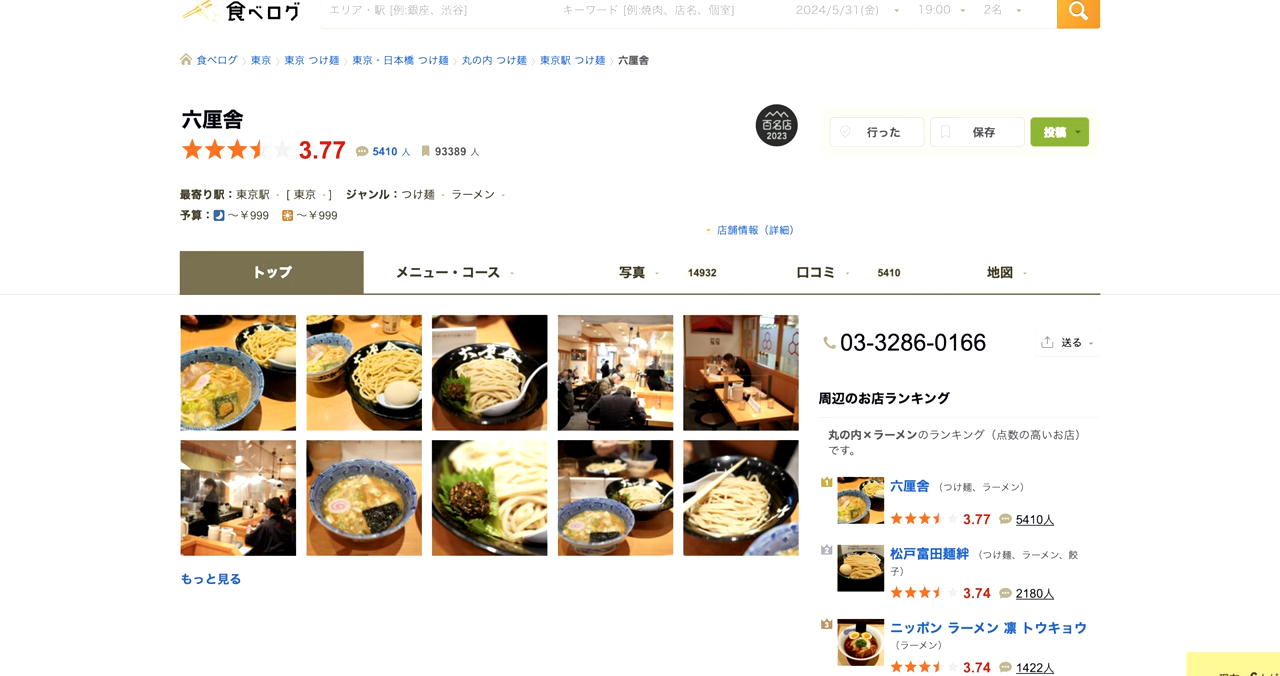 食べログ
エリア・駅 [例:銀座、渋谷] キーワード [例:焼肉、店名、個室] 2024/5/31(金) 19:00 2名
食べログ 〉 東京 〉 東京 つけ麺 〉 東京・日本橋 つけ麺 〉 丸の内 つけ麺 〉 東京駅 つけ麺 〉 六厘舎
六厘舎
百名店
2023
行った 保存 投稿
3.77 5410 人 93389 人
最寄り駅：東京駅 - [ 東京 - ] ジャンル：つけ麺 - ラーメン -
予算： ～￥999 ～￥999
店舗情報（詳細）
トップ メニュー・コース - 写真 - 14932 口コミ - 5410 地図 -
03-3286-0166 送る -
周辺のお店ランキング
丸の内×ラーメンのランキング（点数の高いお店）
です。
1 六厘舎 （つけ麺、ラーメン）
3.77 5410人
2 松戸富田麺絆 （つけ麺、ラーメン、餃
子）
3.74 2180人
3 ニッポン ラーメン 凛 トウキョウ
（ラーメン）
3.74 1422人
もっと見る